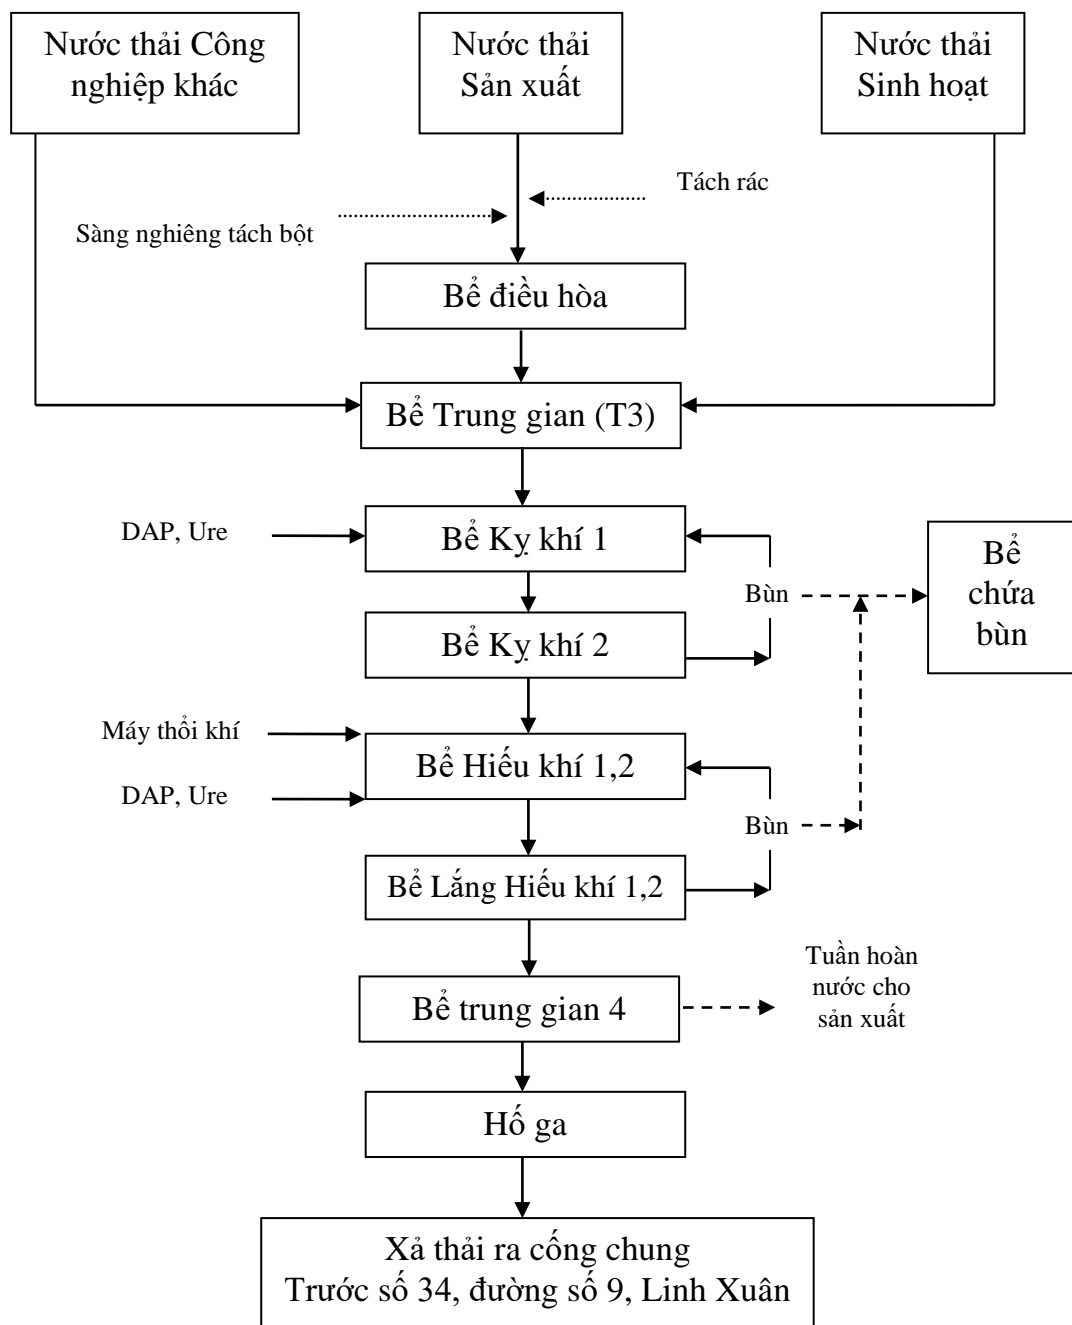 Nước thải Công
nghiệp khác
Nước thải
Sản xuất
Nước thải
Sinh hoạt
Tách rác
Sàng nghiêng tách bột
Bể điều hòa
Bể Trung gian (T3)
DAP, Ure
Bể Kỵ khí 1
Bùn
Bể
chứa
bùn
Bể Kỵ khí 2
Máy thổi khí
Bể Hiếu khí 1,2
DAP, Ure
Bùn
Bể Lắng Hiếu khí 1,2
Bể trung gian 4
Tuần hoàn
nước cho
sản xuất
Hố ga
Xả thải ra cống chung
Trước số 34, đường số 9, Linh Xuân